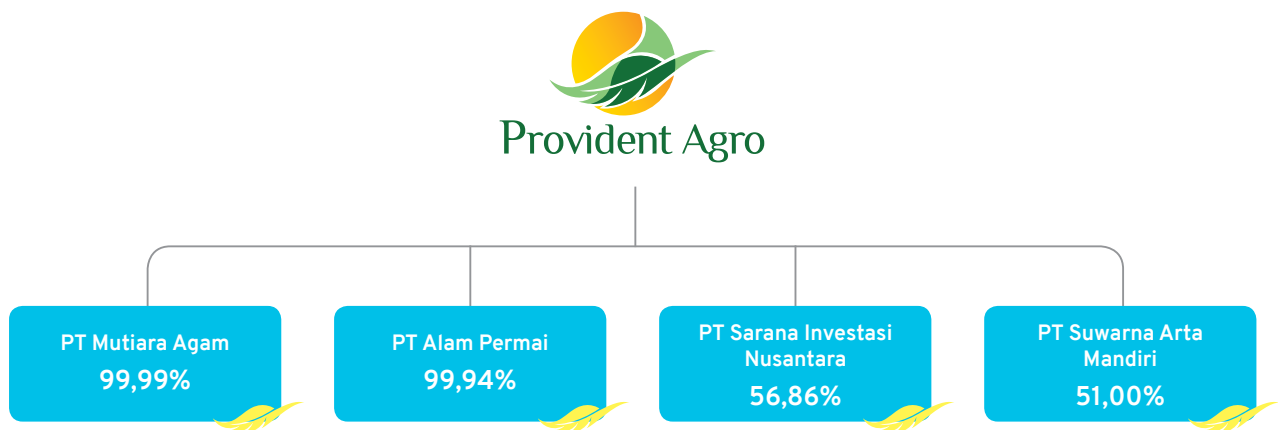 Provident Agro
PT Mutiara Agam
99,99%
PT Alam Permai
99,94%
PT Sarana Investasi
Nusantara
56,86%
PT Suwarna Arta
Mandiri
51,00%